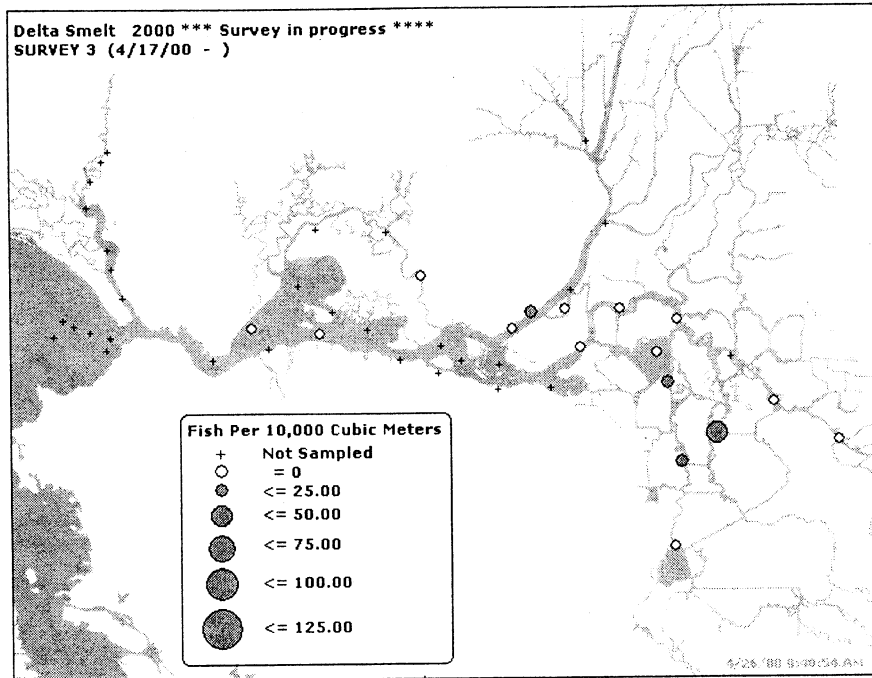 Delta Smelt 2000 *** Survey in progress ****
SURVEY 3 (4/17/00 - )
Fish Per 10,000 Cubic Meters
+ Not Sampled
= 0
<= 25.00
<= 50.00
<= 75.00
<= 100.00
<= 125.00